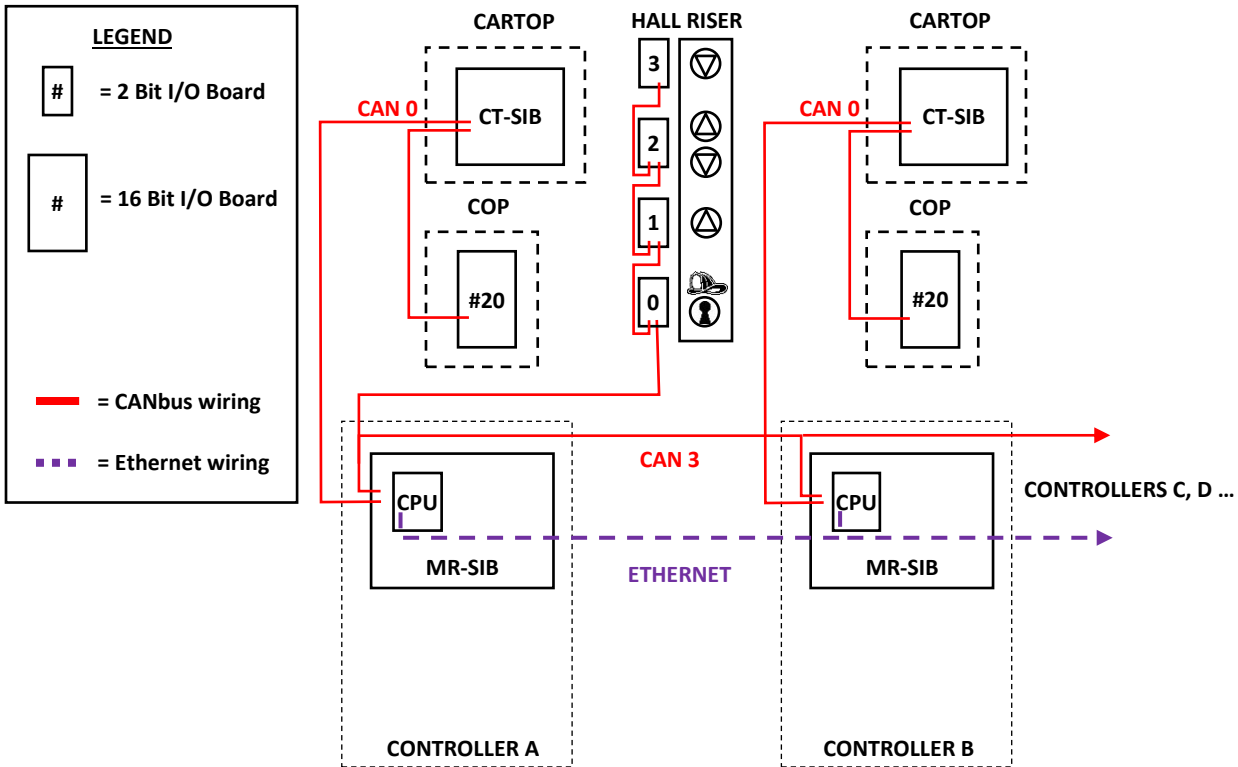 LEGEND
# = 2 Bit I/O Board
# = 16 Bit I/O Board
= CANbus wiring
= Ethernet wiring
CARTOP
CAN 0
CT-SIB
COP
#20
HALL RISER
3
2
1
0
CARTOP
CAN 0
CT-SIB
COP
#20
CAN 3
CPU
MR-SIB
ETHERNET
CPU
MR-SIB
CONTROLLERS C, D ...
CONTROLLER A
CONTROLLER B